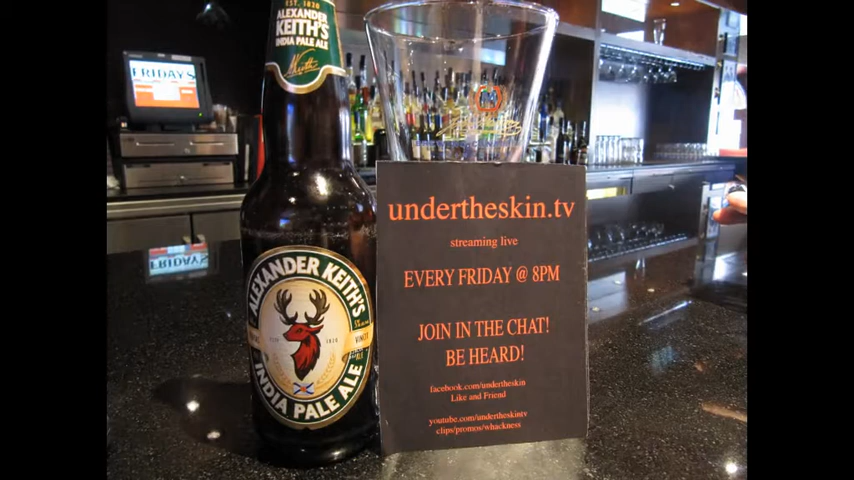 EST. 1820
ALEXANDER
KEITH'S
INDIA PALE ALE
FRIDAYS
undertheskin.tv
streaming live
EVERY FRIDAY @ 8PM
JOIN IN THE CHAT!
BE HEARD!
facebook.com/undertheskin
Like and Friend
youtube.com/undertheskintv
clips/promos/whackness
ALEXANDER KEITH'S
1820
INDIA PALE ALE